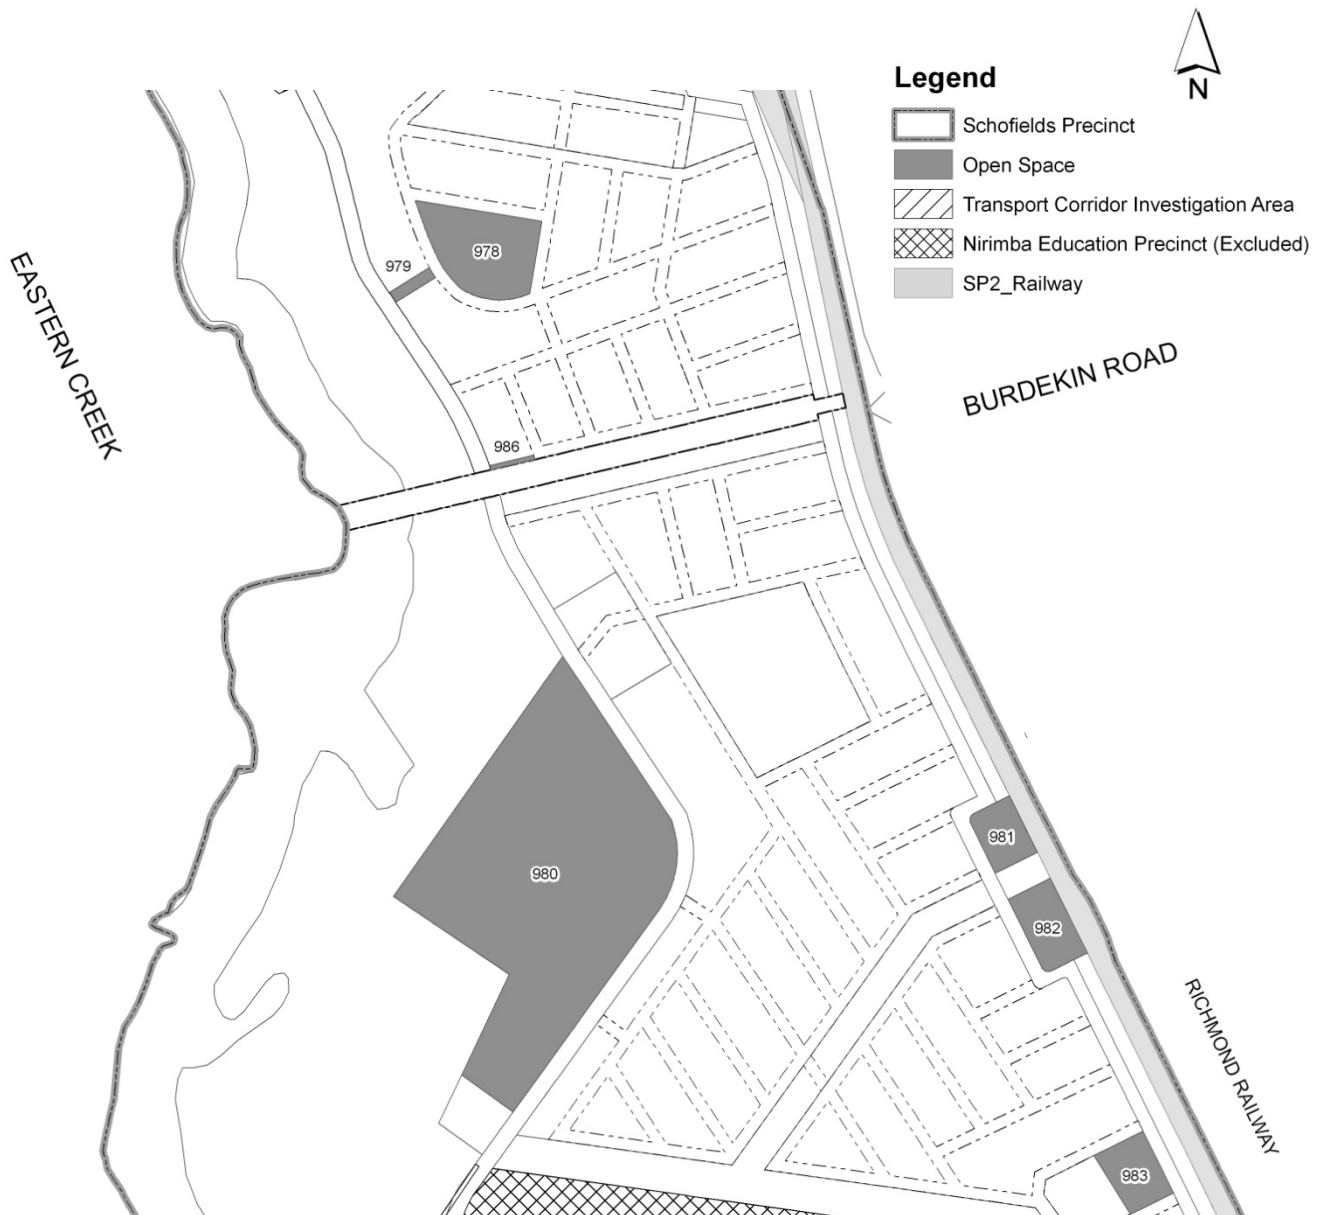 N
Legend
Schofields Precinct
Open Space
Transport Corridor Investigation Area
Nirimba Education Precinct (Excluded)
SP2_Railway
978
979
EASTERN CREEK
BURDEKIN ROAD
986
981
980
982
RICHMOND RAILWAY
983